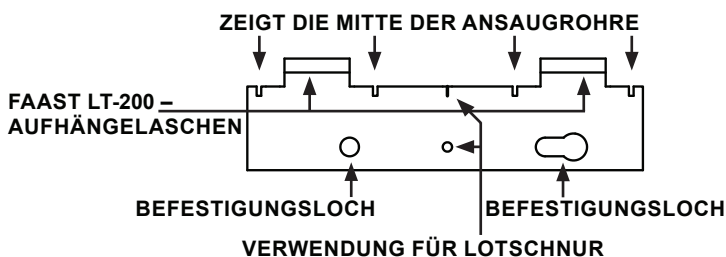 ZEIGT DIE MITTE DER ANSAUGROHRE
FAAST LT-200 –
AUFHÄNGELASCHEN
BEFESTIGUNGSLOCH
BEFESTIGUNGSLOCH
VERWENDUNG FÜR LOTSCHNUR